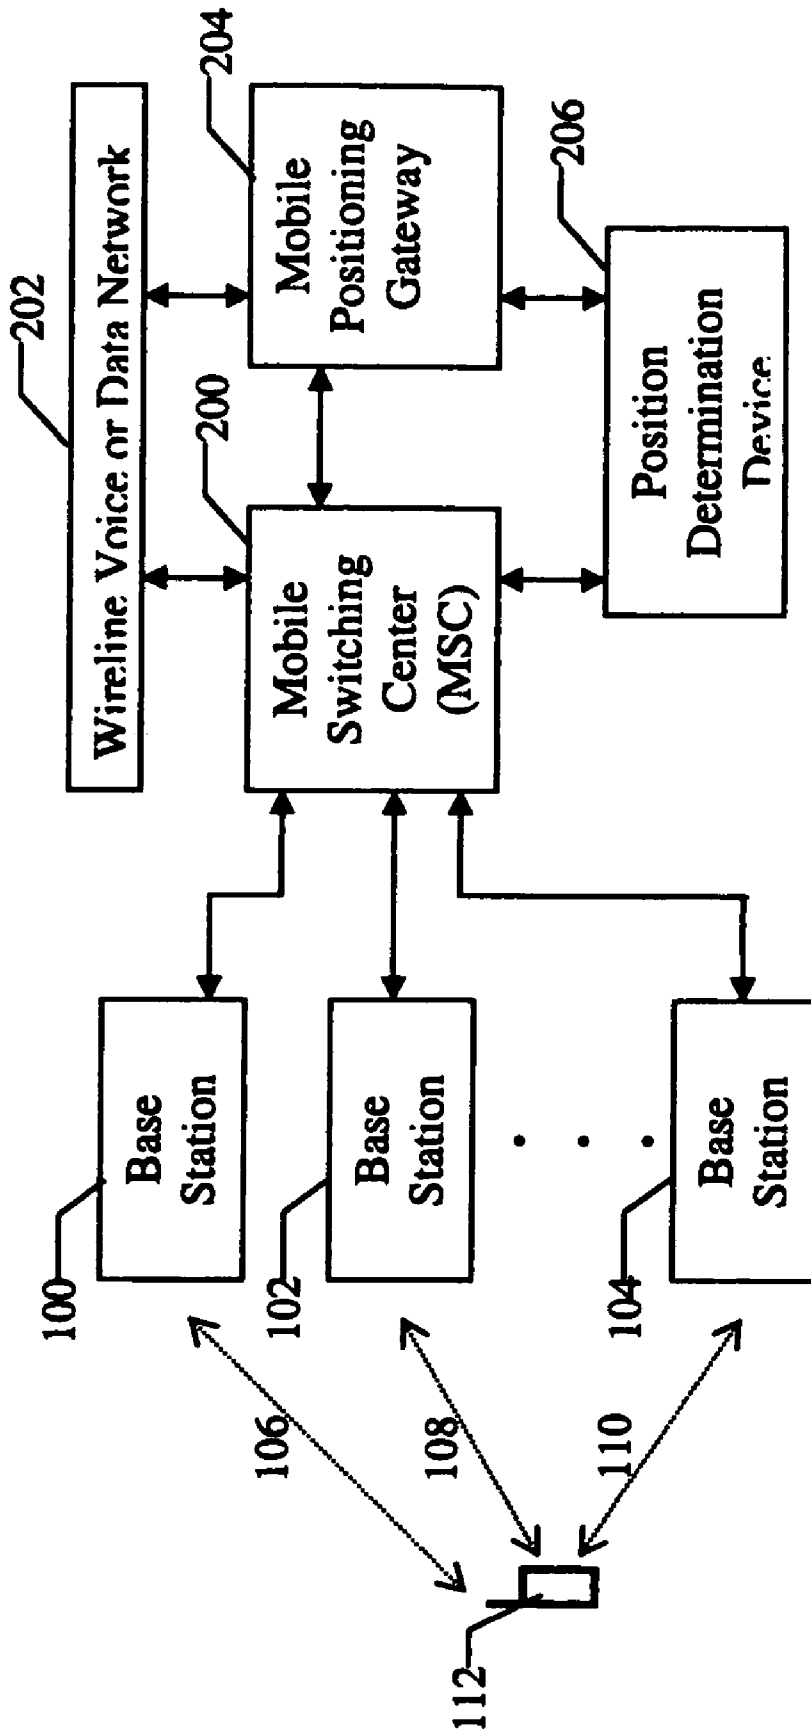 202
Wireline Voice or Data Network
204
200
Mobile
Positioning
Gateway
Mobile
Switching
Center
(MSC)
206
Position
Determination
Device
100
Base
Station
102
Base
Station
104
Base
Station
106
108
110
112